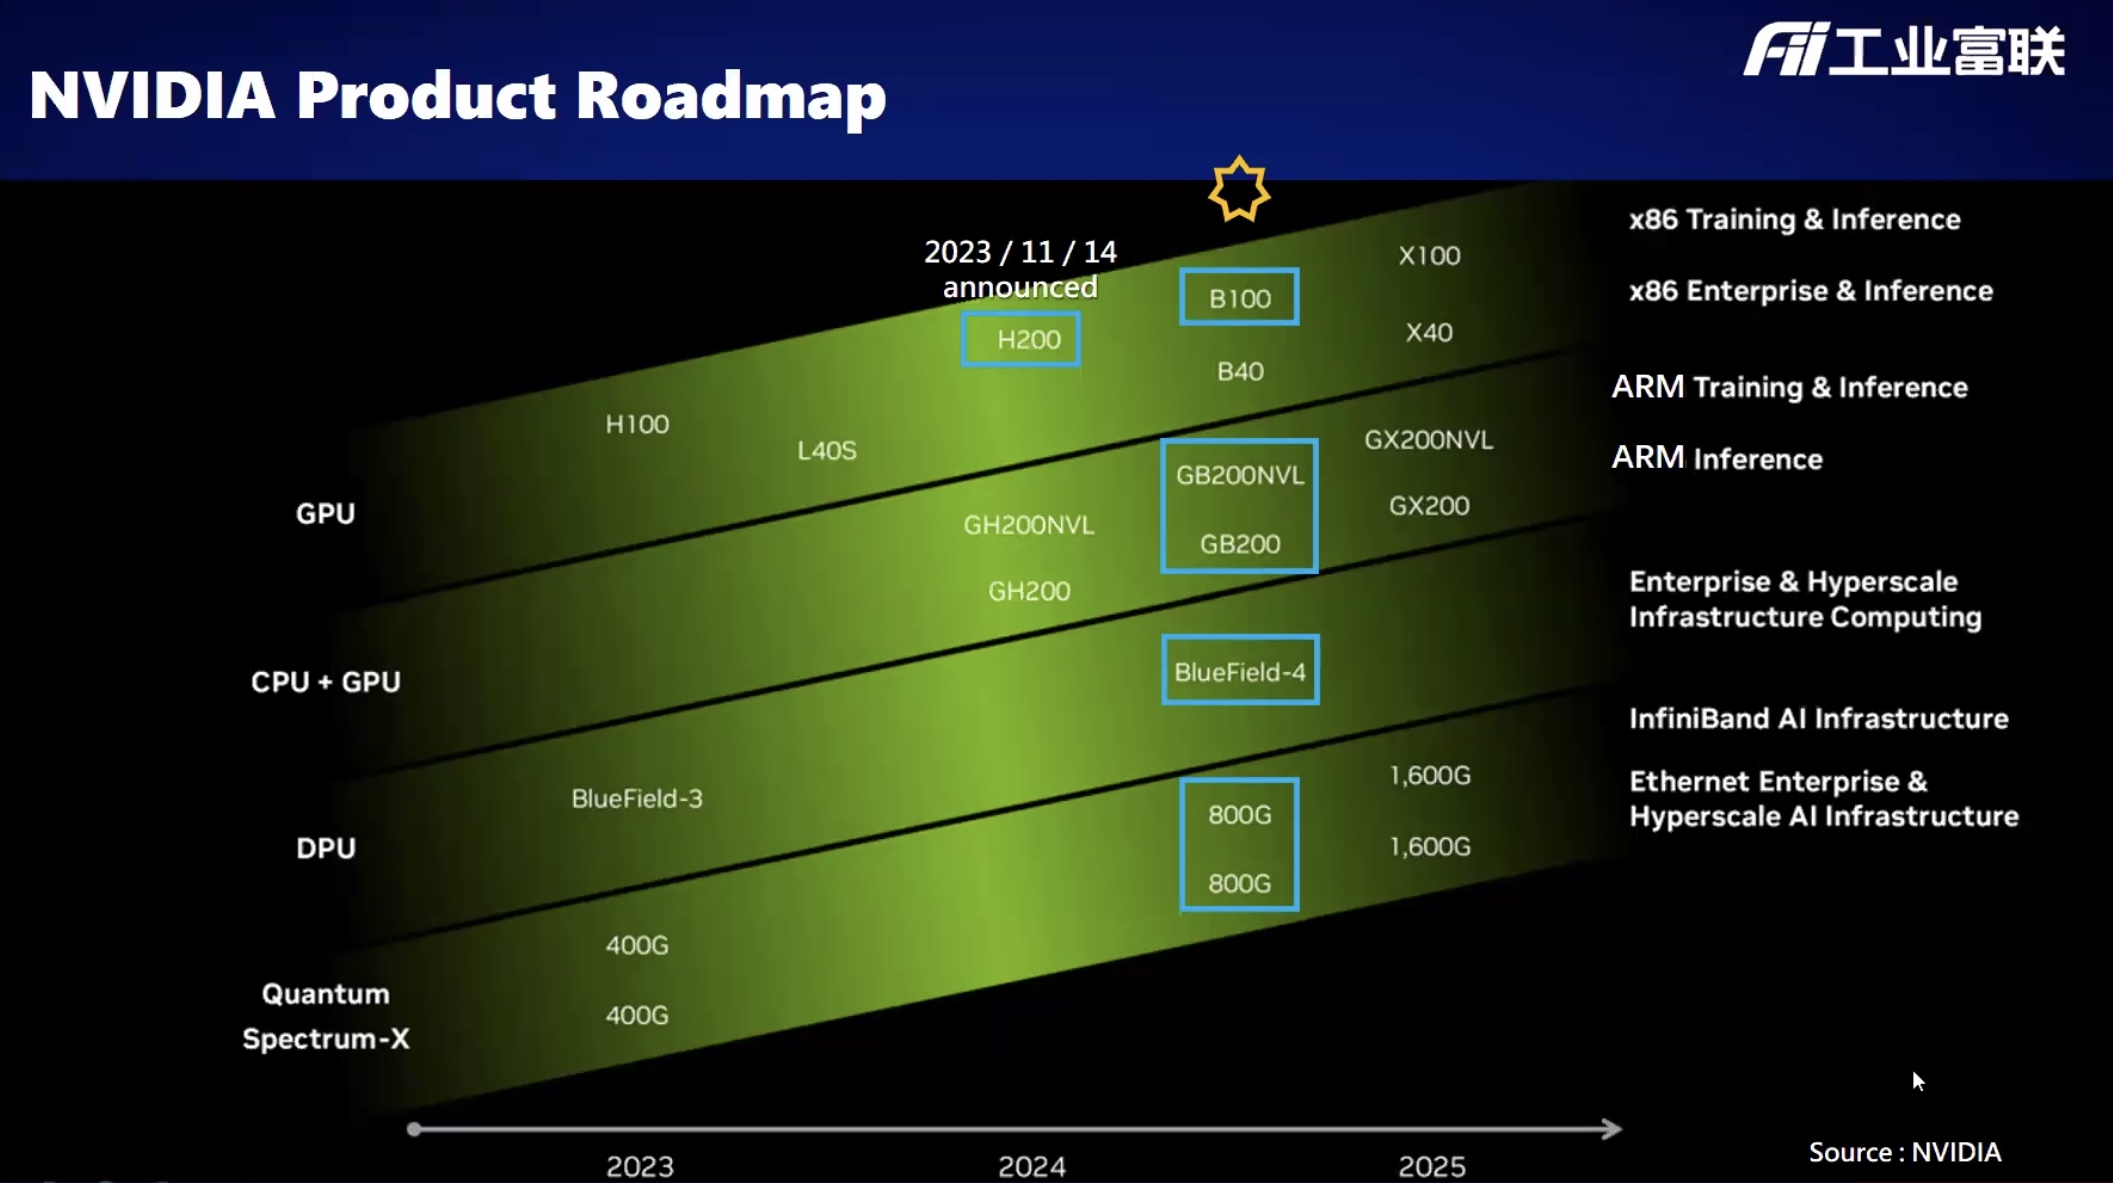 Fii工业富联
NVIDIA Product Roadmap
2023 / 11 / 14
announced
H100
L40S
H200
B100
B40
X100
X40
x86 Training & Inference
x86 Enterprise & Inference
GPU
GH200NVL
GH200
GB200NVL
GB200
GX200NVL
GX200
ARM Training & Inference
ARM Inference
CPU + GPU
BlueField-3
BlueField-4
Enterprise & Hyperscale
Infrastructure Computing
DPU
400G
400G
800G
800G
1,600G
1,600G
InfiniBand AI Infrastructure
Ethernet Enterprise &
Hyperscale AI Infrastructure
Quantum
Spectrum-X
2023
2024
2025
Source : NVIDIA